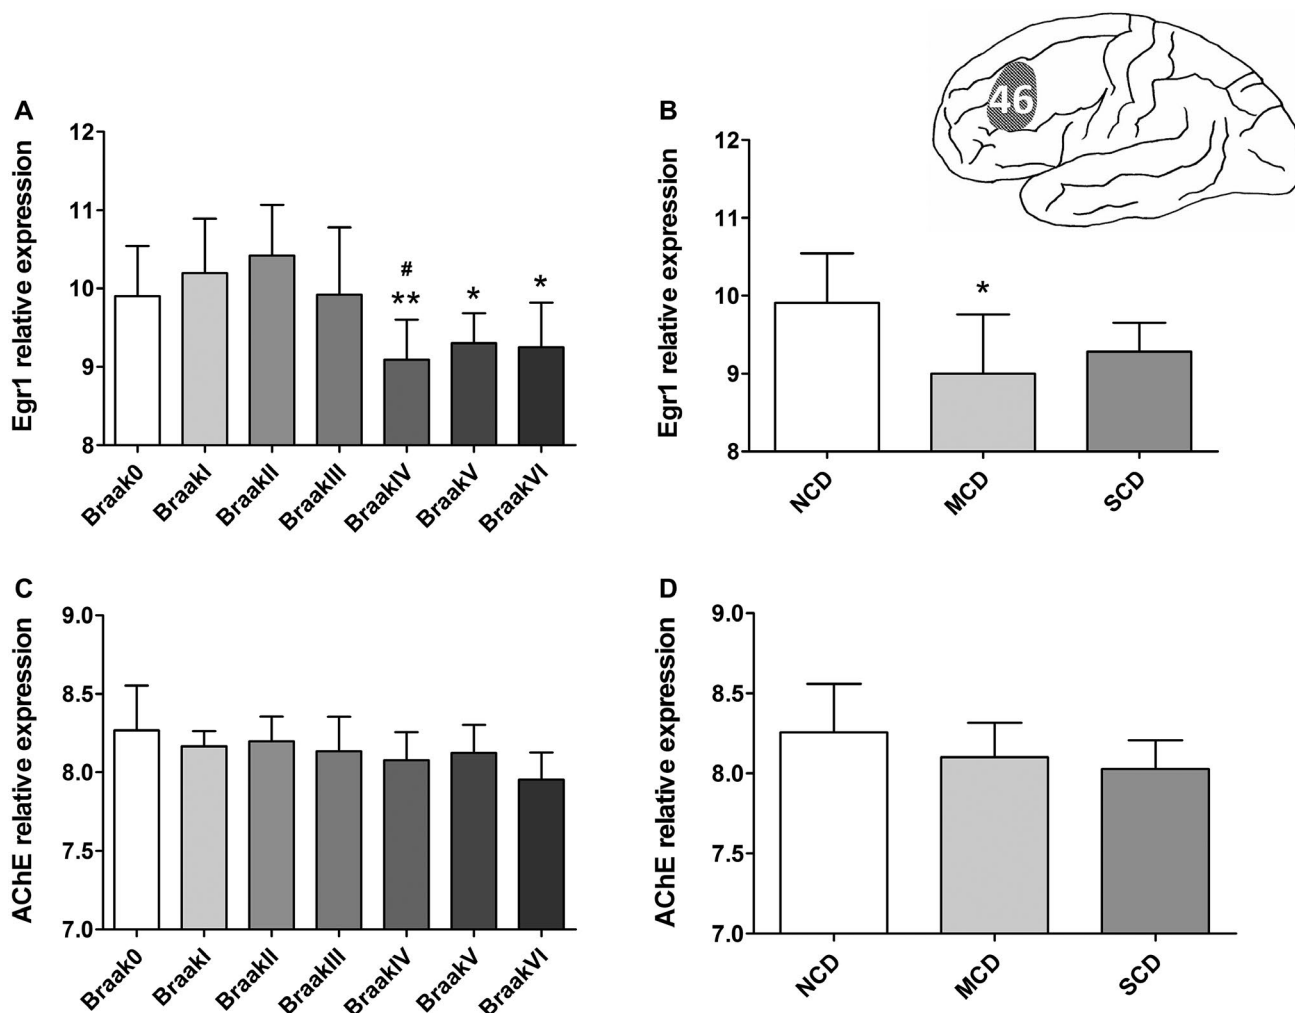 A
Egr1 relative expression
12
11
10
9
8
#
**
*
*
Braak0
BraakI
BraakII
BraakIII
BraakIV
BraakV
BraakVI
46
B
Egr1 relative expression
12
11
10
9
8
*
NCD
MCD
SCD
C
AChE relative expression
9.0
8.5
8.0
7.5
7.0
Braak0
BraakI
BraakII
BraakIII
BraakIV
BraakV
BraakVI
D
AChE relative expression
9.0
8.5
8.0
7.5
7.0
NCD
MCD
SCD